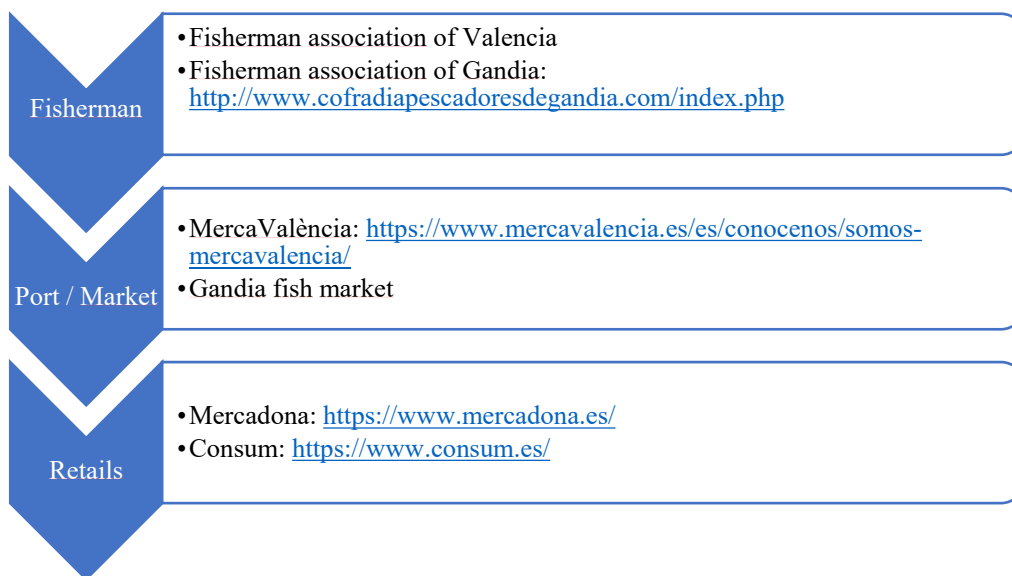 Fisherman
•Fisherman association of Valencia
•Fisherman association of Gandia:
http://www.cofradiapescadoresdegandia.com/index.php
Port / Market
•MercaValència: https://www.mercavalencia.es/es/conocenos/somos-
mercavalencia/
•Gandia fish market
Retails
•Mercadona: https://www.mercadona.es/
•Consum: https://www.consum.es/